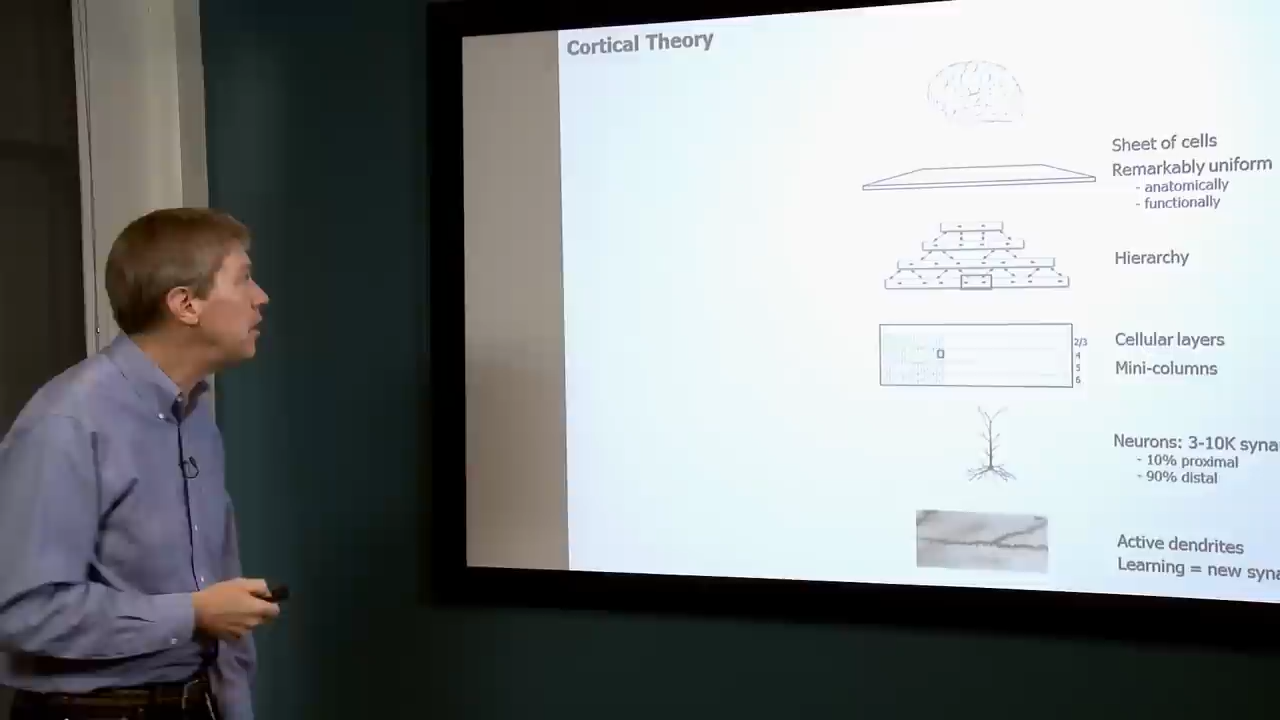 Cortical Theory
Sheet of cells
Remarkably uniform
- anatomically
- functionally
Hierarchy
2/3
4
5
6
Cellular layers
Mini-columns
Neurons: 3-10K syna
- 10% proximal
- 90% distal
Active dendrites
Learning = new syna